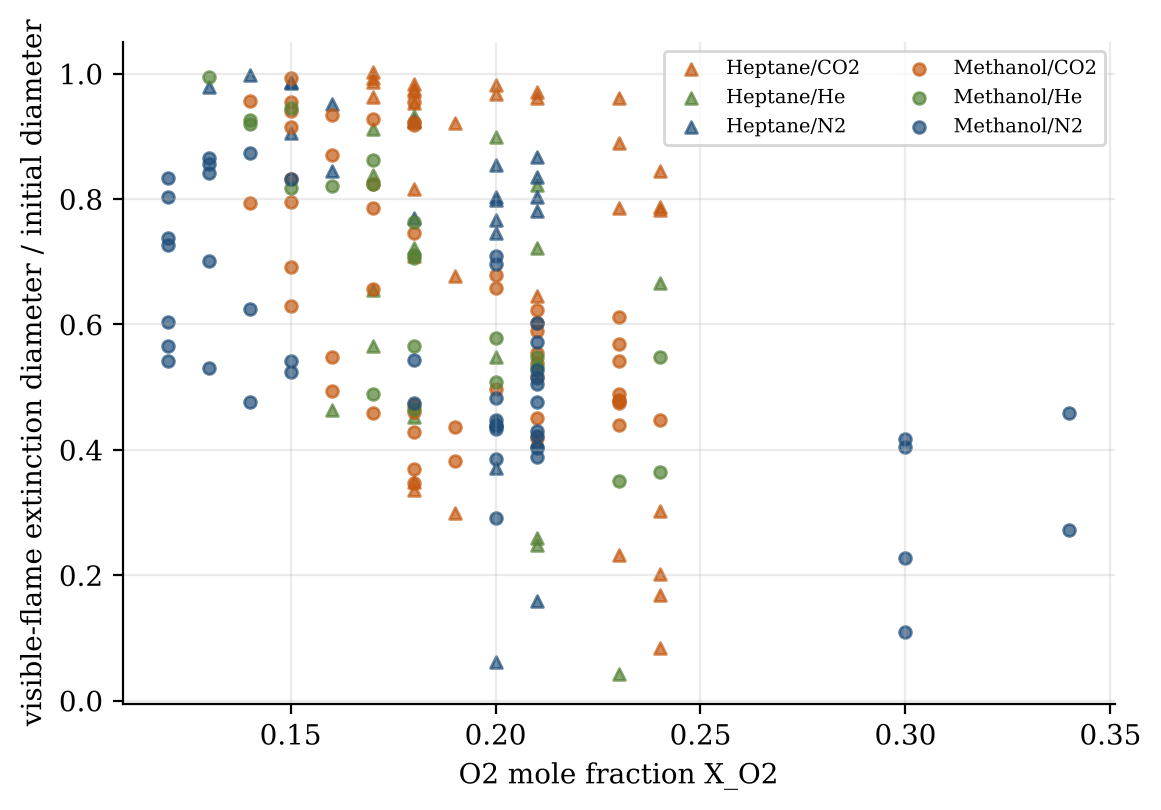 visible-flame extinction diameter / initial diameter
1.0
0.8
0.6
0.4
0.2
0.0
Heptane/CO2
Heptane/He
Heptane/N2
Methanol/CO2
Methanol/He
Methanol/N2
0.15
0.20
0.25
0.30
0.35
O2 mole fraction X_O2